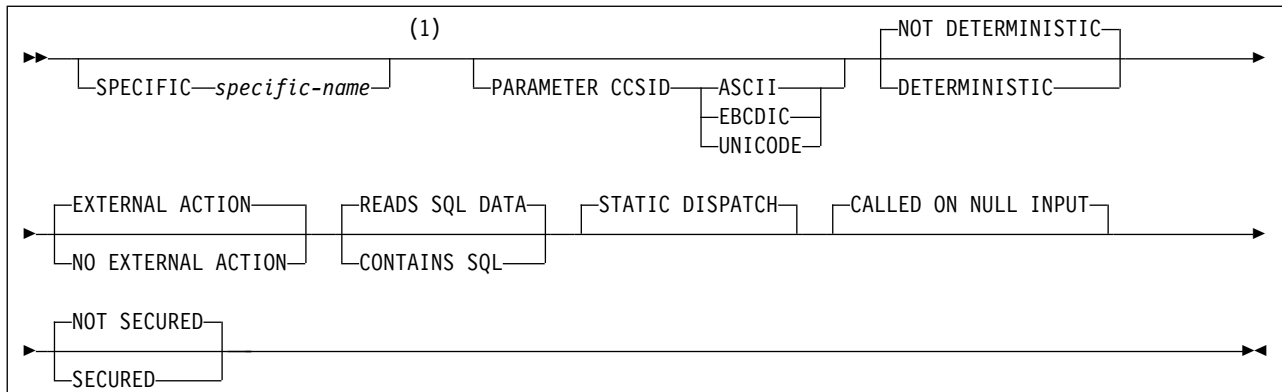 (1)
NOT DETERMINISTIC
SPECIFIC specific-name PARAMETER CCSID ASCII DETERMINISTIC
EBCDIC
UNICODE
EXTERNAL ACTION READS SQL DATA STATIC DISPATCH CALLED ON NULL INPUT
NO EXTERNAL ACTION CONTAINS SQL
NOT SECURED
SECURED